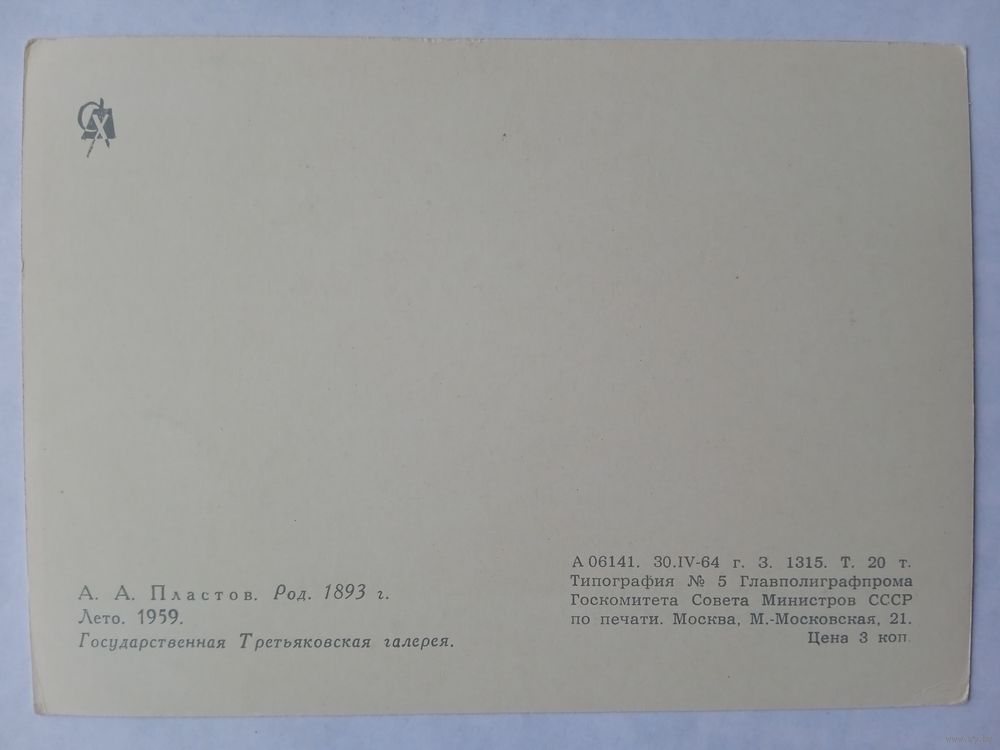 СХ
А. А. Пластов. Род. 1893 г.
Лето. 1959.
Государственная Третьяковская галерея.
А 06141. 30.IV-64 г. З. 1315. Т. 20 т.
Типография № 5 Главполиграфпрома
Госкомитета Совета Министров СССР
по печати. Москва, М.-Московская, 21.
Цена 3 коп.